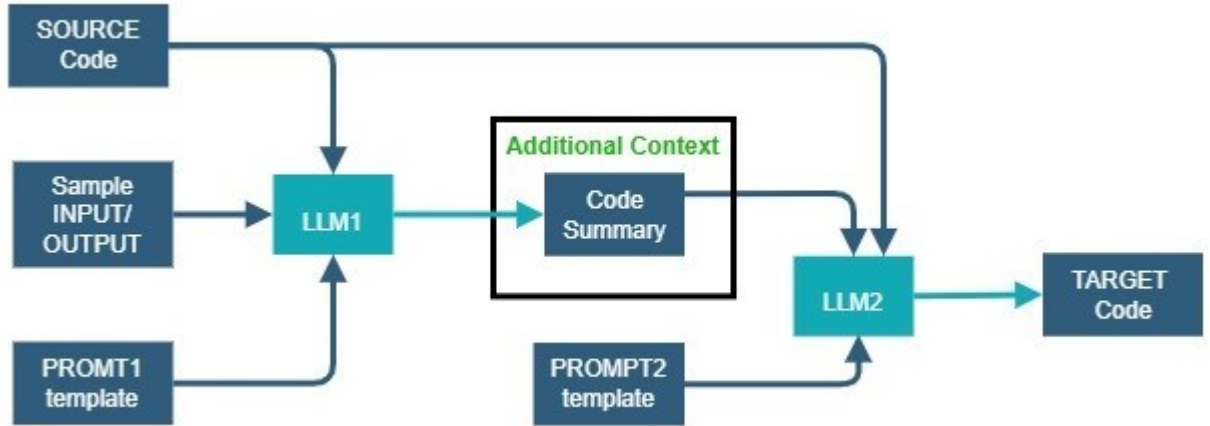 SOURCE
Code
Additional Context
Sample
INPUT/
OUTPUT
LLM1
Code
Summary
LLM2
TARGET
Code
PROMT1
template
PROMPT2
template